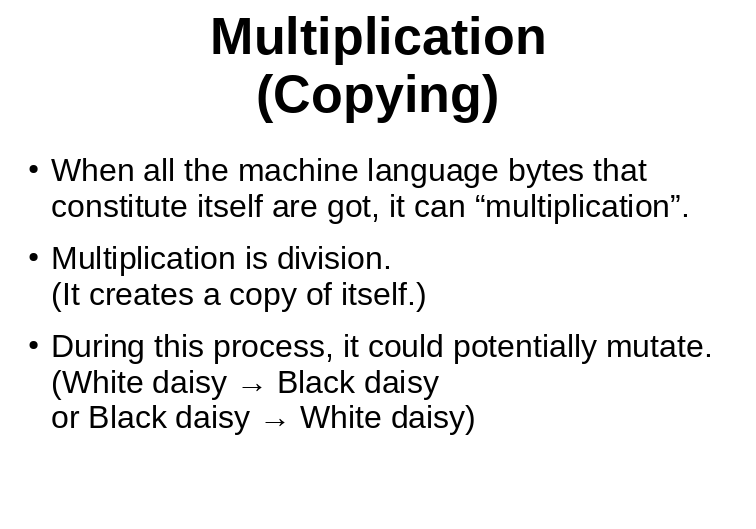 Multiplication
(Copying)
• When all the machine language bytes that
constitute itself are got, it can “multiplication”.
• Multiplication is division.
(It creates a copy of itself.)
• During this process, it could potentially mutate.
(White daisy → Black daisy
or Black daisy → White daisy)